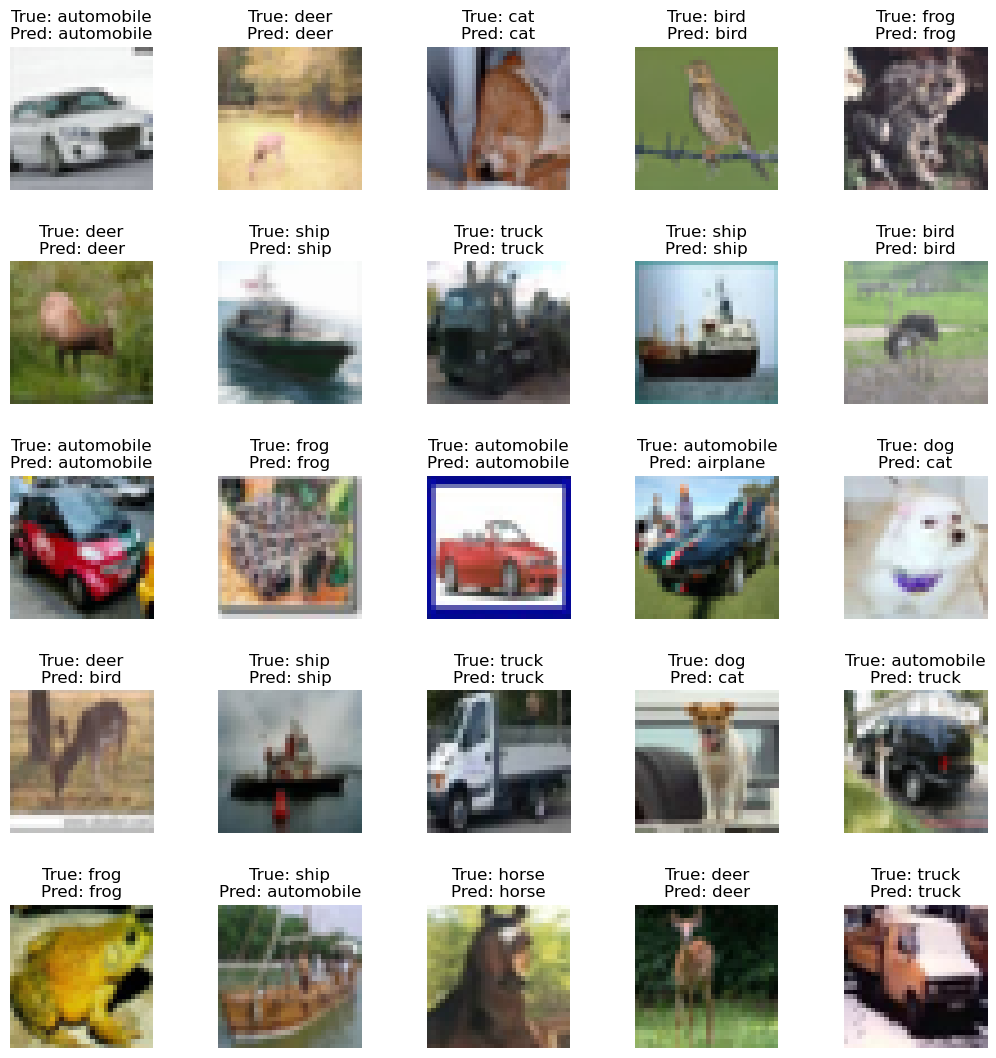 True: automobile
Pred: automobile
True: deer
Pred: deer
True: cat
Pred: cat
True: bird
Pred: bird
True: frog
Pred: frog
True: deer
Pred: deer
True: ship
Pred: ship
True: truck
Pred: truck
True: ship
Pred: ship
True: bird
Pred: bird
True: automobile
Pred: automobile
True: frog
Pred: frog
True: automobile
Pred: automobile
True: automobile
Pred: airplane
True: dog
Pred: cat
True: deer
Pred: bird
True: ship
Pred: ship
True: truck
Pred: truck
True: dog
Pred: cat
True: automobile
Pred: truck
True: frog
Pred: frog
True: ship
Pred: automobile
True: horse
Pred: horse
True: deer
Pred: deer
True: truck
Pred: truck